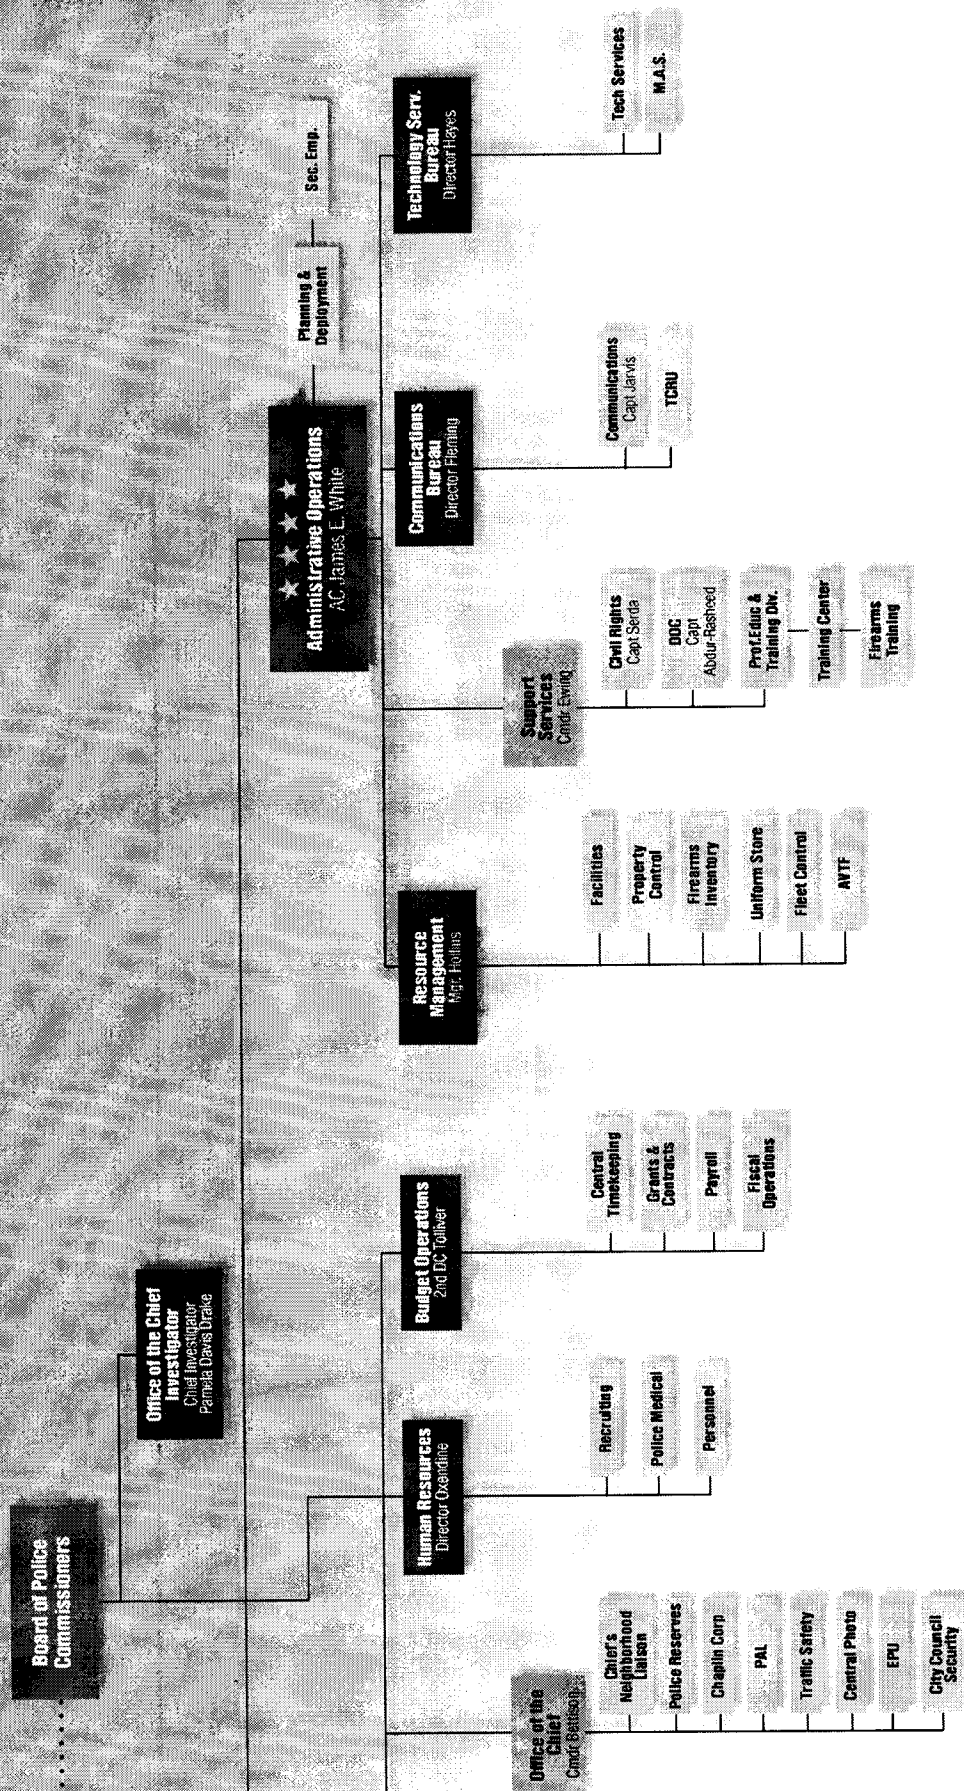 Board of Police
Commissioners
Office of the Chief
Investigator
Chief Investigator
Pamela Davis Drake
Administrative Operations
AC James E. White
Planning &
Deployment
Sec. Emp.
Office of the
Chief
Cmdr Bettison
Chief's
Neighborhood
Liaison
Police Reserves
Chaplin Corp
PAL
Traffic Safety
Central Photo
EPU
City Council
Security
Human Resources
Director Oxendine
Recruiting
Police Medical
Personnel
Budget Operations
2nd DC Tolliver
Central
Timekeeping
Grants &
Contracts
Payroll
Fiscal
Operations
Resource
Management
Mgr.
Facilities
Property
Control
Firearms
Inventory
Uniform Store
Fleet Control
AVTF
Support
Services
Cmdr Ewing
Civil Rights
Capt Serda
DDC
Capt
Abdur-Rasheed
Prof.Educ &
Training Div.
Training Center
Firearms
Training
Communications
Bureau
Director Fleming
Communications
Capt Jarvis
TCRU
Technology Serv.
Bureau
Director Hayes
Tech Services
M.A.S.